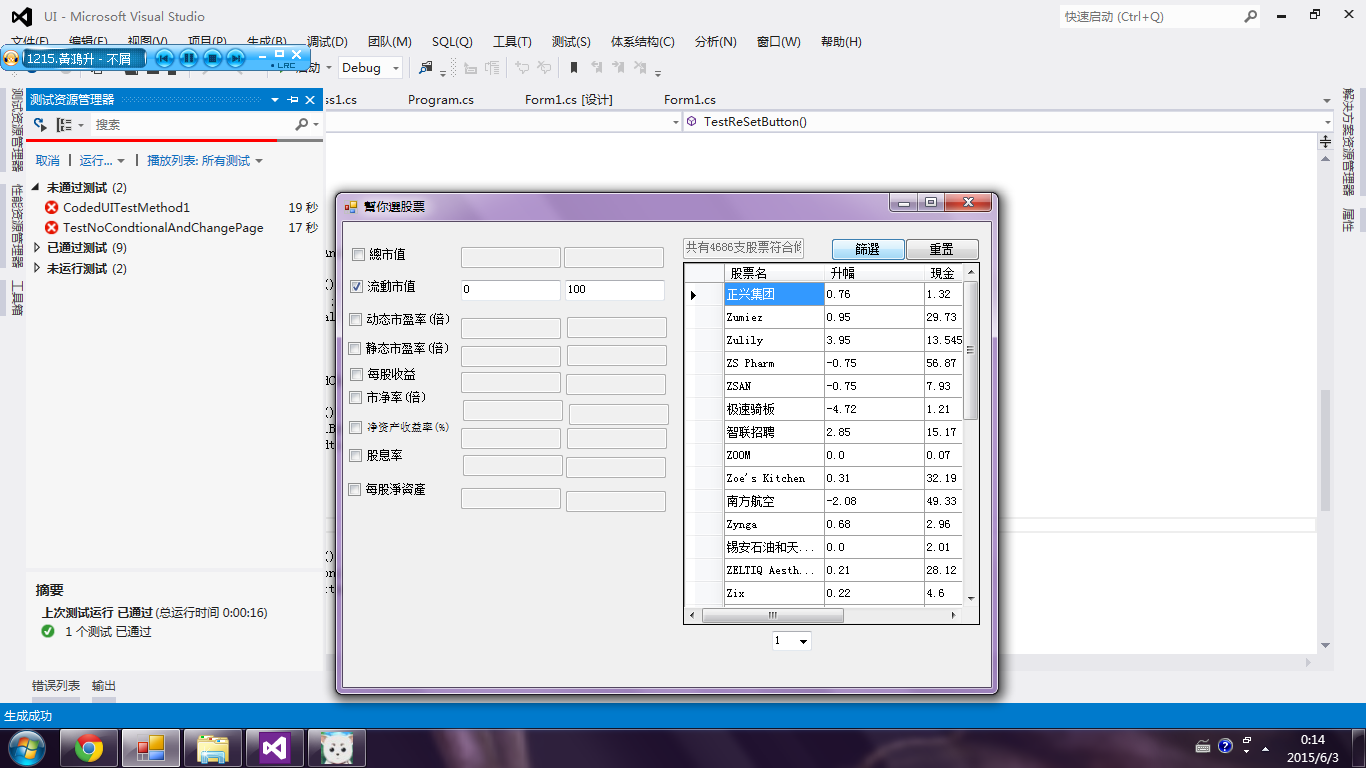 UI - Microsoft Visual Studio
快速启动 (Ctrl+Q)
文件(F) 编辑(E) 视图(V) 项目(P) 生成(B) 调试(D) 团队(M) SQL(Q) 工具(T) 测试(S) 体系结构(C) 分析(N) 窗口(W) 帮助(H)
1215.黃鴻升 - 不屑
LRC
启动
Debug
测试资源管理器
性能资源管理器
工具箱
测试资源管理器
ss1.cs Program.cs Form1.cs [设计] Form1.cs
TestReSetButton()
搜索
取消 运行... 播放列表: 所有测试
未通过测试 (2)
CodedUITestMethod1 19 秒
TestNoCondtionalAndChangePage 17 秒
已通过测试 (9)
未运行测试 (2)
摘要
上次测试运行 已通过 (总运行时间 0:00:16)
1 个测试 已通过
错误列表 输出
生成成功
解决方案资源管理器
属性
幫你選股票
總市值
流動市值 0 100
动态市盈率(倍)
静态市盈率(倍)
每股收益
市净率(倍)
净资产收益率(%)
股息率
每股淨資產
共有4686支股票符合
篩選 重置
股票名 升幅 現金
正兴集团 0.76 1.32
Zumiez 0.95 29.73
Zulily 3.95 13.545
ZS Pharm -0.75 56.87
ZSAN -0.75 7.93
极速骑板 -4.72 1.21
智联招聘 2.85 15.17
ZOOM 0.0 0.07
Zoe's Kitchen 0.31 32.19
南方航空 -2.08 49.33
Zynga 0.68 2.96
锡安石油和天... 0.0 2.01
ZELTIQ Aesth... 0.21 28.12
Zix 0.22 4.6
1
0:14
2015/6/3